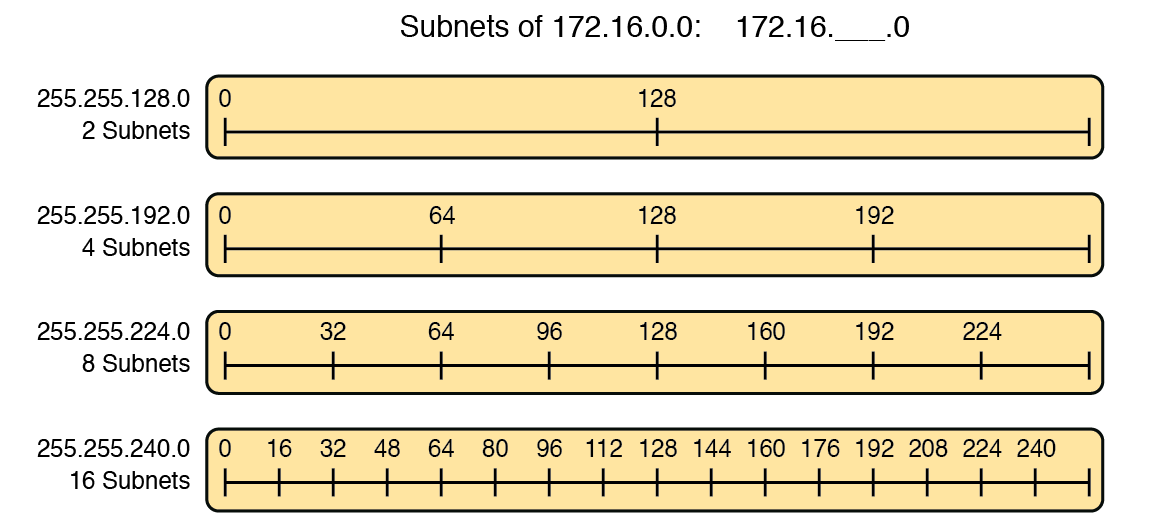 Subnets of 172.16.0.0: 172.16.___.0
255.255.128.0
2 Subnets
0 128
255.255.192.0
4 Subnets
0 64 128 192
255.255.224.0
8 Subnets
0 32 64 96 128 160 192 224
255.255.240.0
16 Subnets
0 16 32 48 64 80 96 112 128 144 160 176 192 208 224 240